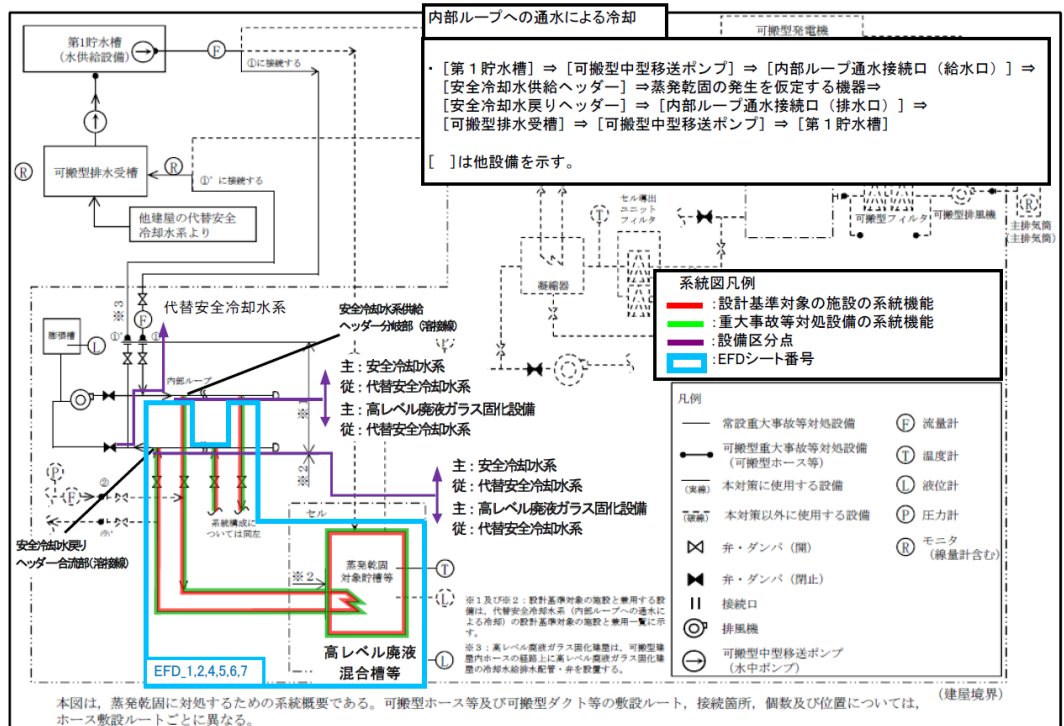 内部ループへの通水による冷却
・[第1貯水槽]⇒[可搬型中型移送ポンプ]⇒[内部ループ通水接続口(給水口)]⇒
[安全冷却水供給ヘッダー]⇒蒸発乾固の発生を仮定する機器⇒
[安全冷却水戻りヘッダー]⇒[内部ループ通水接続口(排水口)]⇒
[可搬型排水受槽]⇒[可搬型中型移送ポンプ]⇒[第1貯水槽]
[ ]は他設備を示す。
第1貯水槽
(水供給設備)
F
①に接続する
可搬型発電機
R
可搬型排水受槽
R
①'に接続する
他建屋の代替安全
冷却水系より
T
セル導出
ユニット
フィルタ
凝縮器
可搬型フィルタ
可搬型排風機
R
主排気筒
(主排気筒)
系統図凡例
:設計基準対象の施設の系統機能
:重大事故等対処設備の系統機能
:設備区分点
:EFDシート番号
※3
代替安全冷却水系
安全冷却水系供給
ヘッダー分岐部(溶接線)
膨張槽
L
F
①'
①
内部ループ
※1
主:安全冷却水系
従:代替安全冷却水系
主:高レベル廃液ガラス固化設備
従:代替安全冷却水系
※2
主:安全冷却水系
従:代替安全冷却水系
主:高レベル廃液ガラス固化設備
従:代替安全冷却水系
P
F
②
安全冷却水戻り
ヘッダー合流部(溶接線)
系統構成に
ついては同左
セル
※2
蒸発乾固
対象貯槽等
T
L
高レベル廃液
混合槽等
L
EFD_1,2,4,5,6,7
※1及び※2:設計基準対象の施設と兼用する設
備は,代替安全冷却水系(内部ループへの通水
による冷却)の設計基準対象の施設と兼用一覧に示
す。
※3:高レベル廃液ガラス固化建屋は,可搬型建
屋内ホースの経路上に高レベル廃液ガラス固化建
屋の冷却水給排水配管・弁を設置する。
凡例
常設重大事故等対処設備
可搬型重大事故等対処設備
(可搬型ホース等)
(実線) 本対策に使用する設備
(破線) 本対策以外に使用する設備
弁・ダンパ(開)
弁・ダンパ(閉止)
接続口
排風機
可搬型中型移送ポンプ
(水中ポンプ)
F 流量計
T 温度計
L 液位計
P 圧力計
R モニタ
(線量計含む)
(建屋境界)
本図は,蒸発乾固に対処するための系統概要である。可搬型ホース等及び可搬型ダクト等の敷設ルート,接続箇所,個数及び位置については,
ホース敷設ルートごとに異なる。